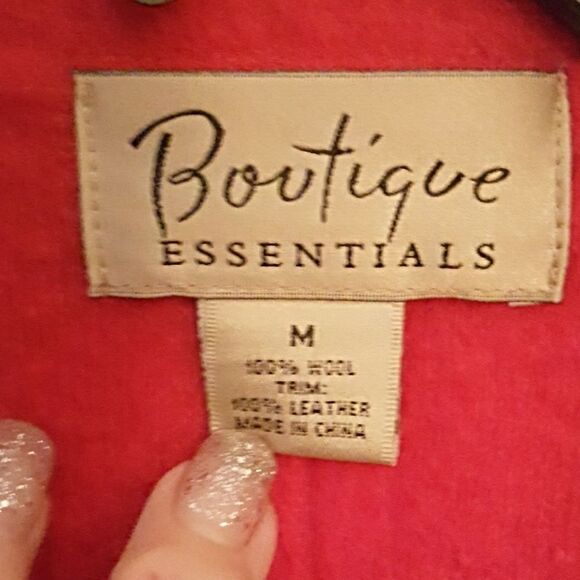 Boutique
ESSENTIALS
M
100% WOOL
TRIM:
100% LEATHER
MADE IN CHINA